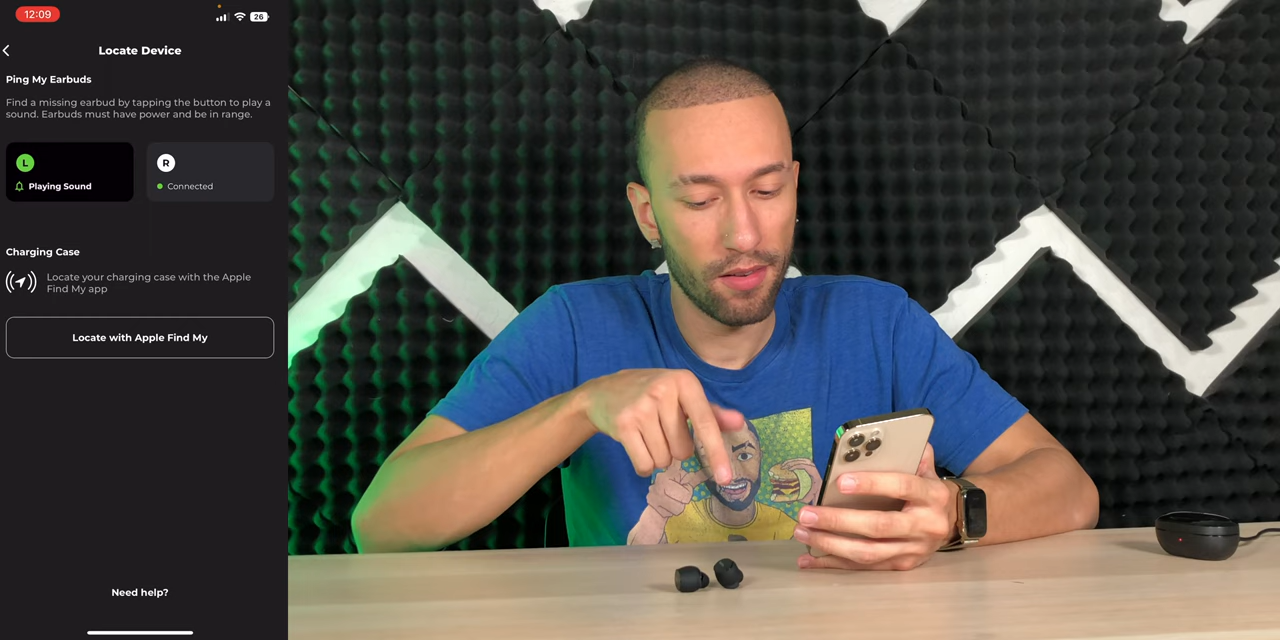 12:09
26
Locate Device
Ping My Earbuds
Find a missing earbud by tapping the button to play a
sound. Earbuds must have power and be in range.
L
R
Playing Sound
Connected
Charging Case
Locate your charging case with the Apple
Find My app
Locate with Apple Find My
Need help?